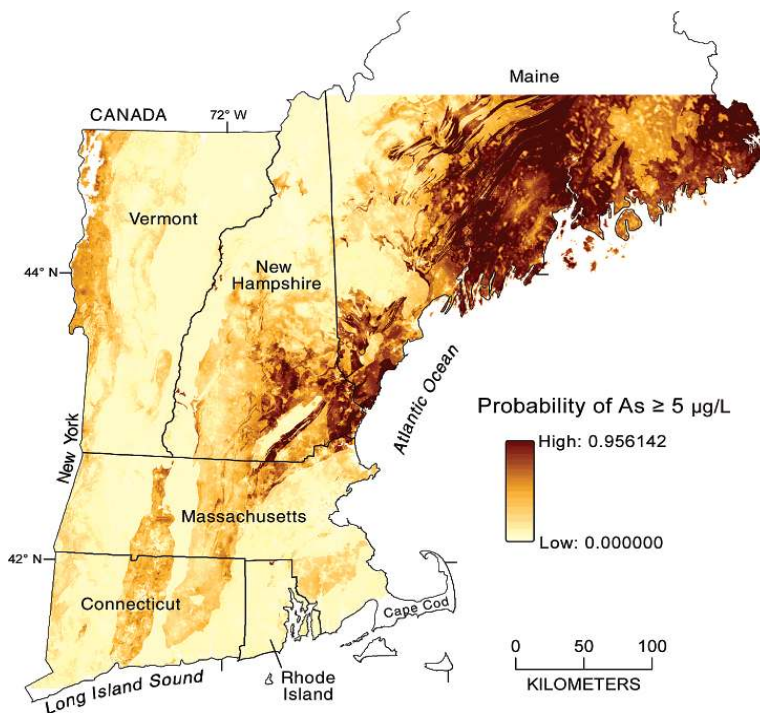 Maine
CANADA
72° W
Vermont
New
Hampshire
44° N
Atlantic Ocean
Probability of As ≥ 5 µg/L
High: 0.956142
Low: 0.000000
New York
Massachusetts
42° N
Connecticut
Cape Cod
Long Island Sound
Rhode
Island
0 50 100
KILOMETERS